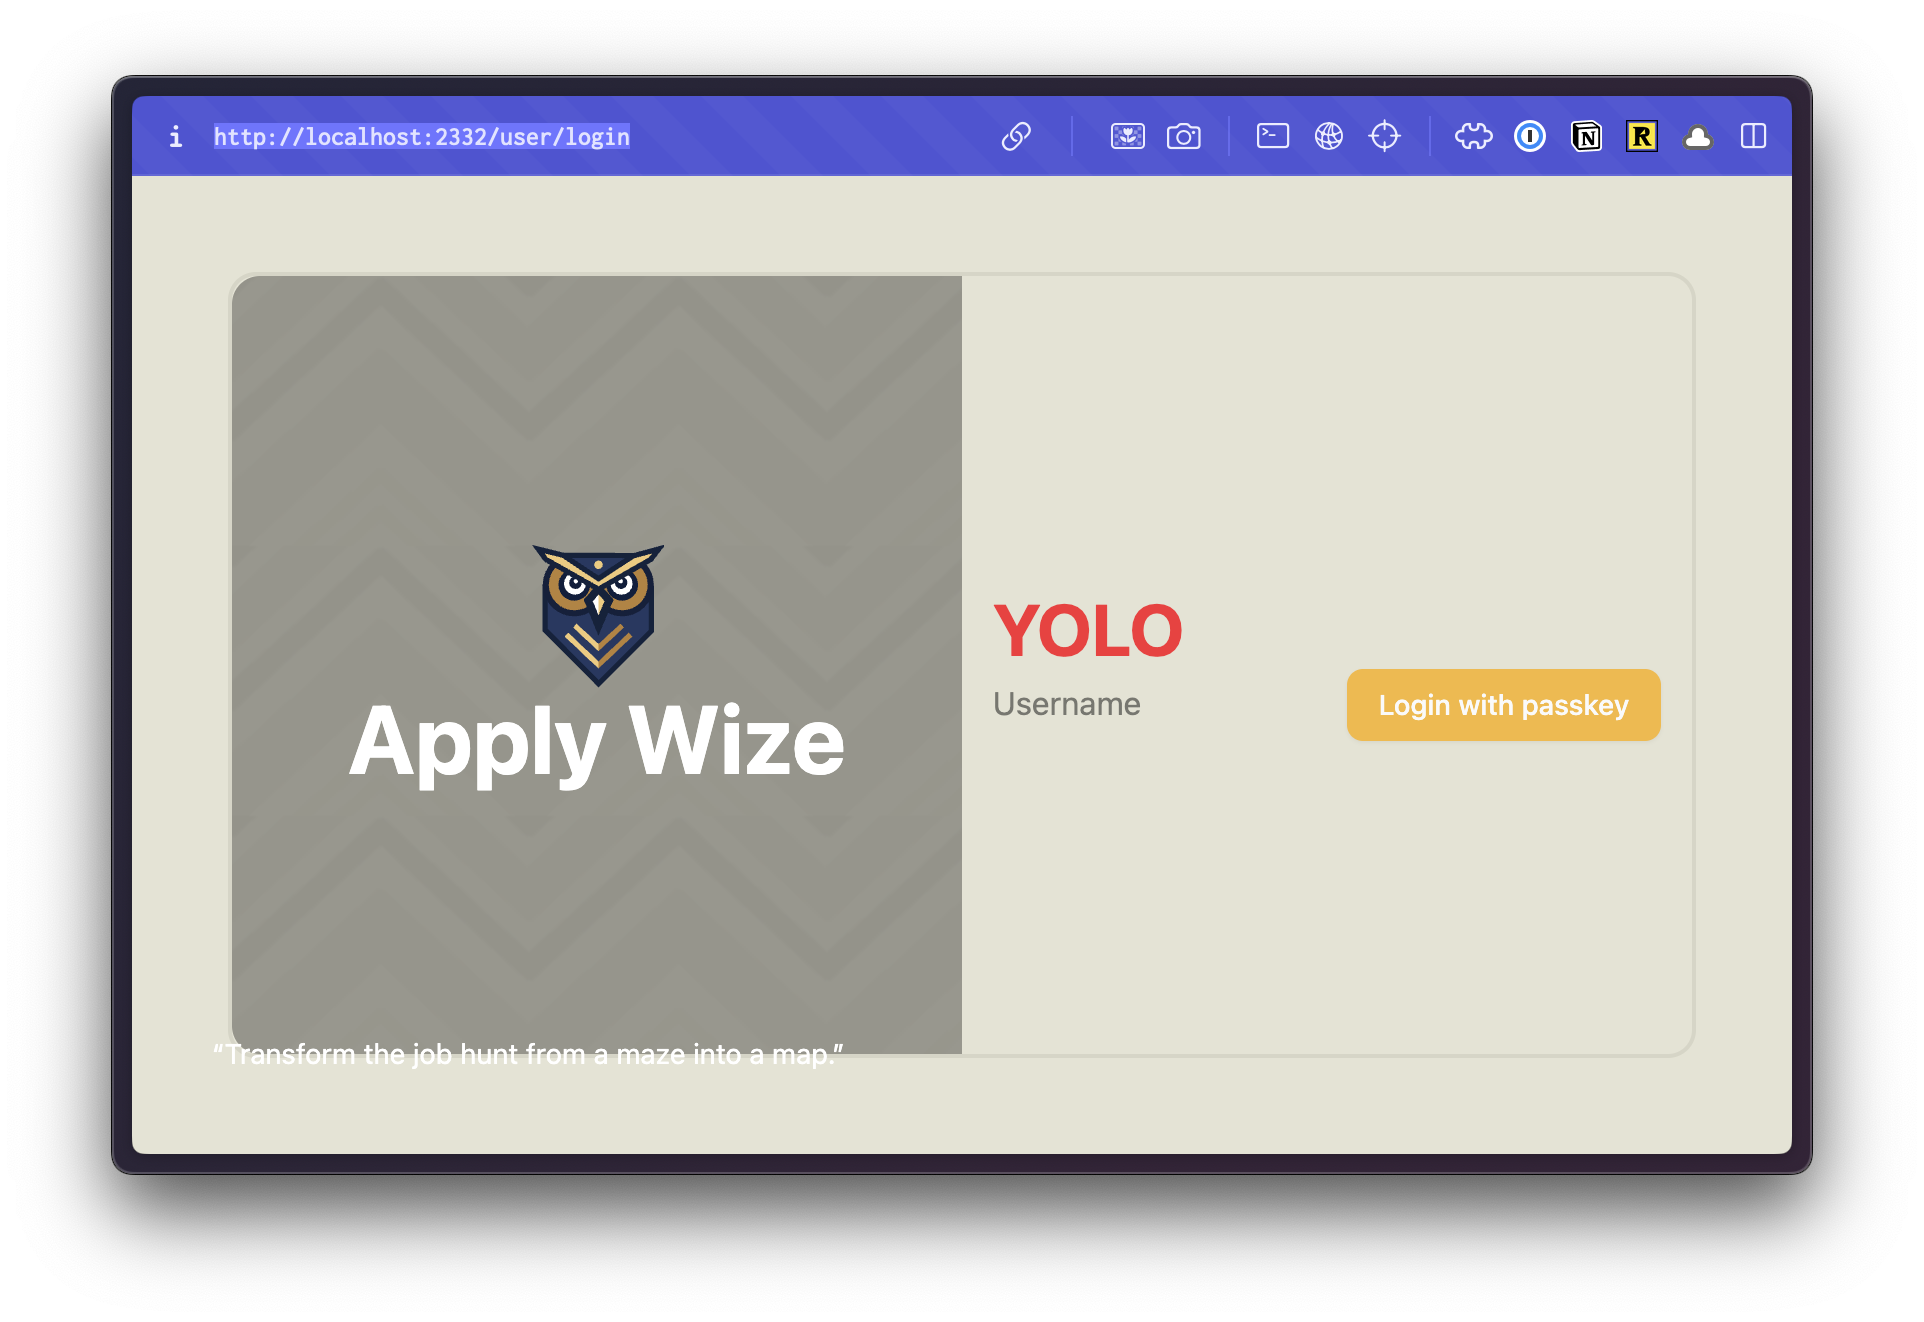 http://localhost:2332/user/login
Apply Wize
“Transform the job hunt from a maze into a map.”
YOLO
Username
Login with passkey